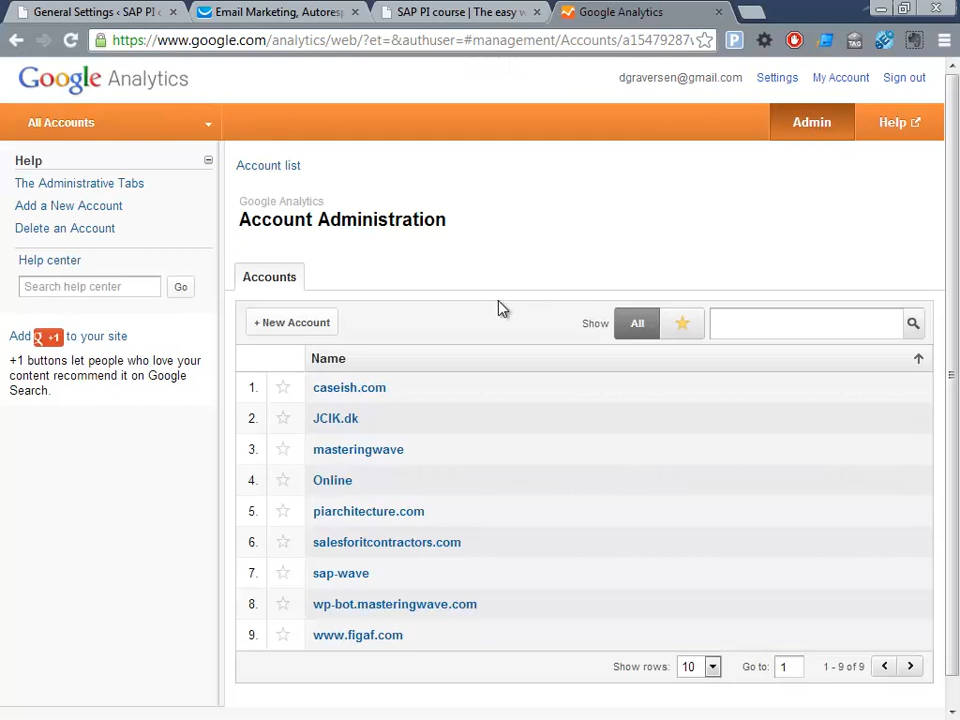 General Settings ‹ SAP PI c × Email Marketing, Autoresp × SAP PI course | The easy w × Google Analytics ×
https://www.google.com/analytics/web/?et=&authuser=#management/Accounts/a15479287v
P TAG
Google Analytics
dgraversen@gmail.com Settings My Account Sign out
All Accounts Admin Help
Help
The Administrative Tabs
Add a New Account
Delete an Account
Help center
Search help center Go
Add g +1 to your site
+1 buttons let people who love your
content recommend it on Google
Search.
Account list
Google Analytics
Account Administration
Accounts
+ New Account Show All
Name
1. caseish.com
2. JCIK.dk
3. masteringwave
4. Online
5. piarchitecture.com
6. salesforitcontractors.com
7. sap-wave
8. wp-bot.masteringwave.com
9. www.figaf.com
Show rows: 10 Go to: 1 1 - 9 of 9